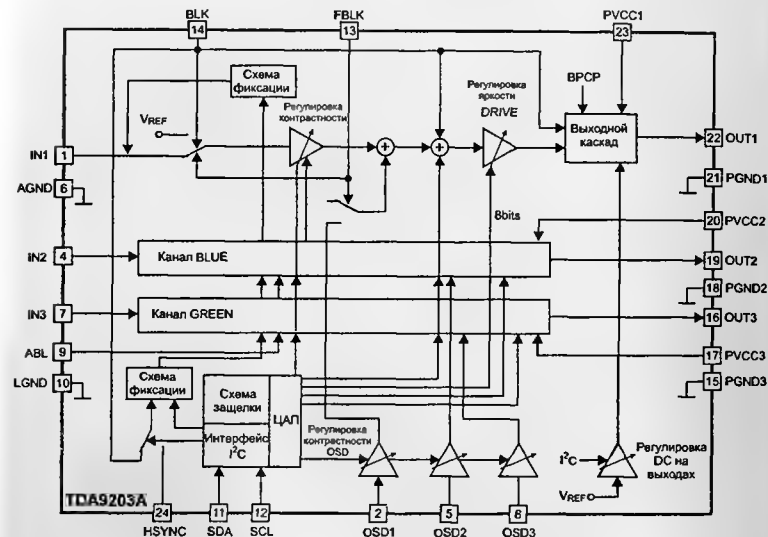 BLK
FBLK
PVCC1
14
13
23
Схема
фиксации
Регулировка
контрастности
Регулировка
яркости
DRIVE
BPCP
VREF
IN1
1
+
+
Выходной
каскад
22
OUT1
AGND
6
21
PGND1
8bits
20
PVCC2
IN2
4
Канал BLUE
19
OUT2
18
PGND2
IN3
7
Канал GREEN
16
OUT3
ABL
9
17
PVCC3
LGND
10
15
PGND3
Схема
фиксации
Схема
защелки
ЦАП
Интерфейс
I²C
Регулировка
контрастности
OSD
I²C
VREF
Регулировка
DC на
выходах
TDA9203A
24
11
12
2
5
8
HSYNC
SDA
SCL
OSD1
OSD2
OSD3